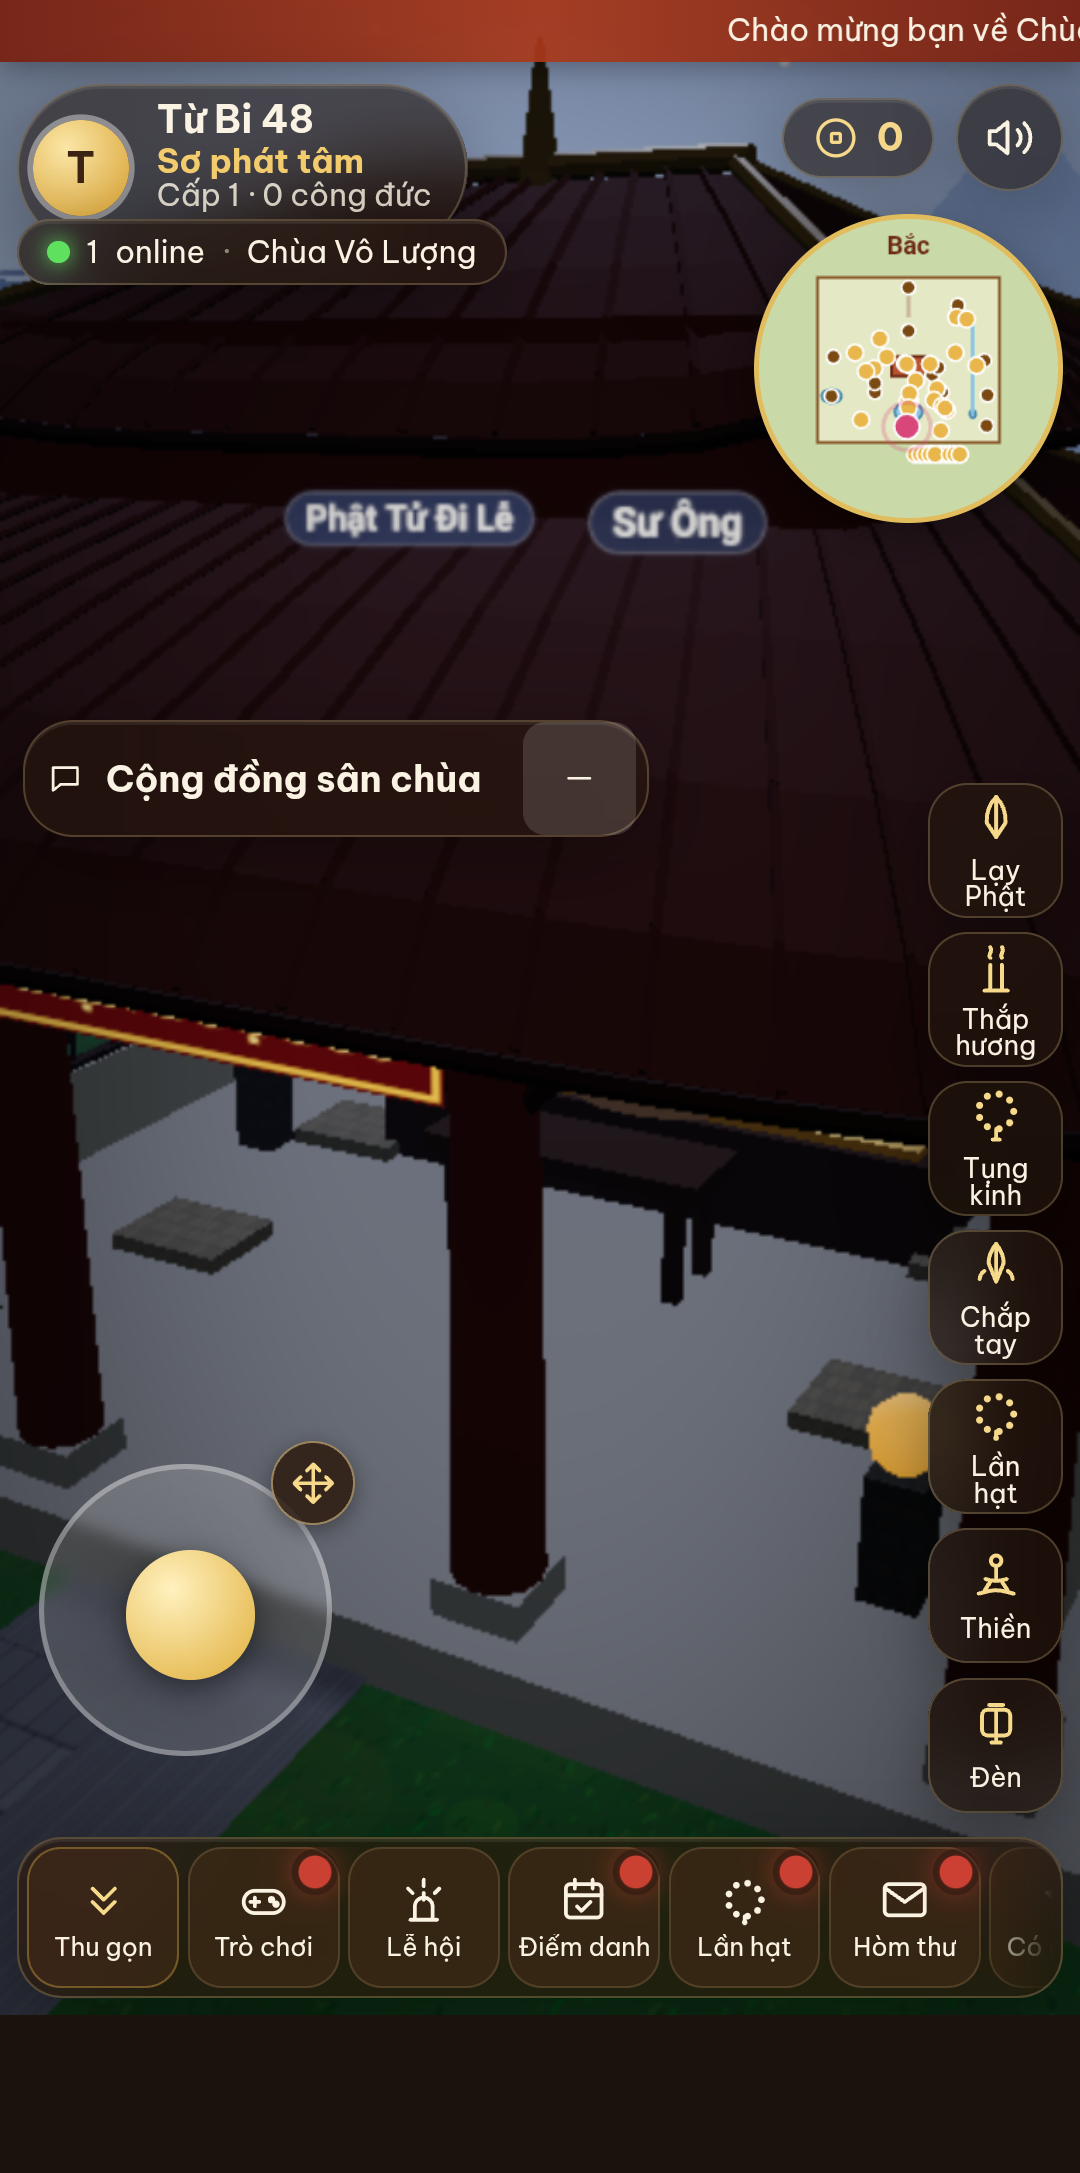 Chào mừng bạn về
Từ Bi 48
T
Sơ phát tâm
Cấp 1 · 0 công đức
0
1 online · Chùa Vô Lượng
Bắc
Phật Tử Đi Lễ
Sư Ông
Cộng đồng sân chùa
Lạy
Phật
Thắp
hương
Tụng
kinh
Chắp
tay
Lần
hạt
Thiền
Đèn
Thu gọn
Trò chơi
Lễ hội
Điểm danh
Lần hạt
Hòm thư